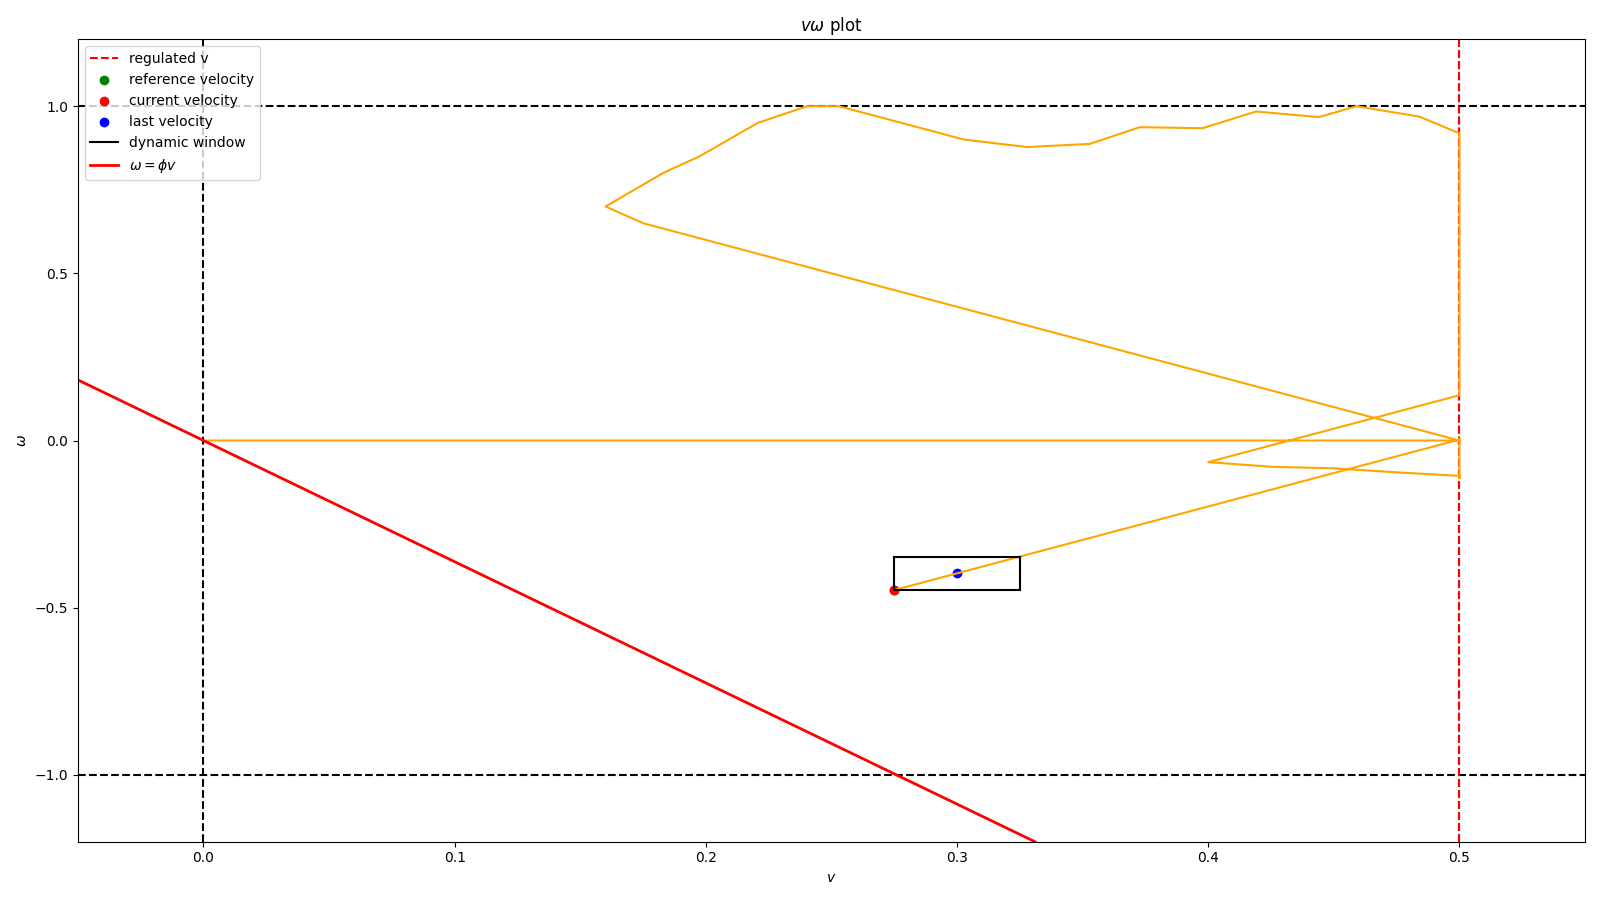 vω plot
regulated v
reference velocity
current velocity
last velocity
dynamic window
ω = ϕv
1.0
0.5
0.0
−0.5
−1.0
ω
0.0 0.1 0.2 0.3 0.4 0.5
v